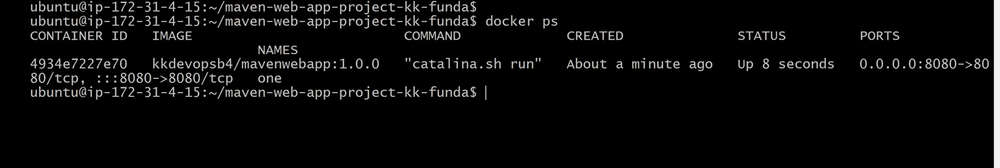 ubuntu@ip-172-31-4-15:~/maven-web-app-project-kk-funda$
ubuntu@ip-172-31-4-15:~/maven-web-app-project-kk-funda$ docker ps
CONTAINER ID   IMAGE                          COMMAND             CREATED              STATUS         PORTS
                            NAMES
4934e7227e70   kkdevopsb4/mavenwebapp:1.0.0   "catalina.sh run"   About a minute ago   Up 8 seconds   0.0.0.0:8080->80
80/tcp, :::8080->8080/tcp   one
ubuntu@ip-172-31-4-15:~/maven-web-app-project-kk-funda$